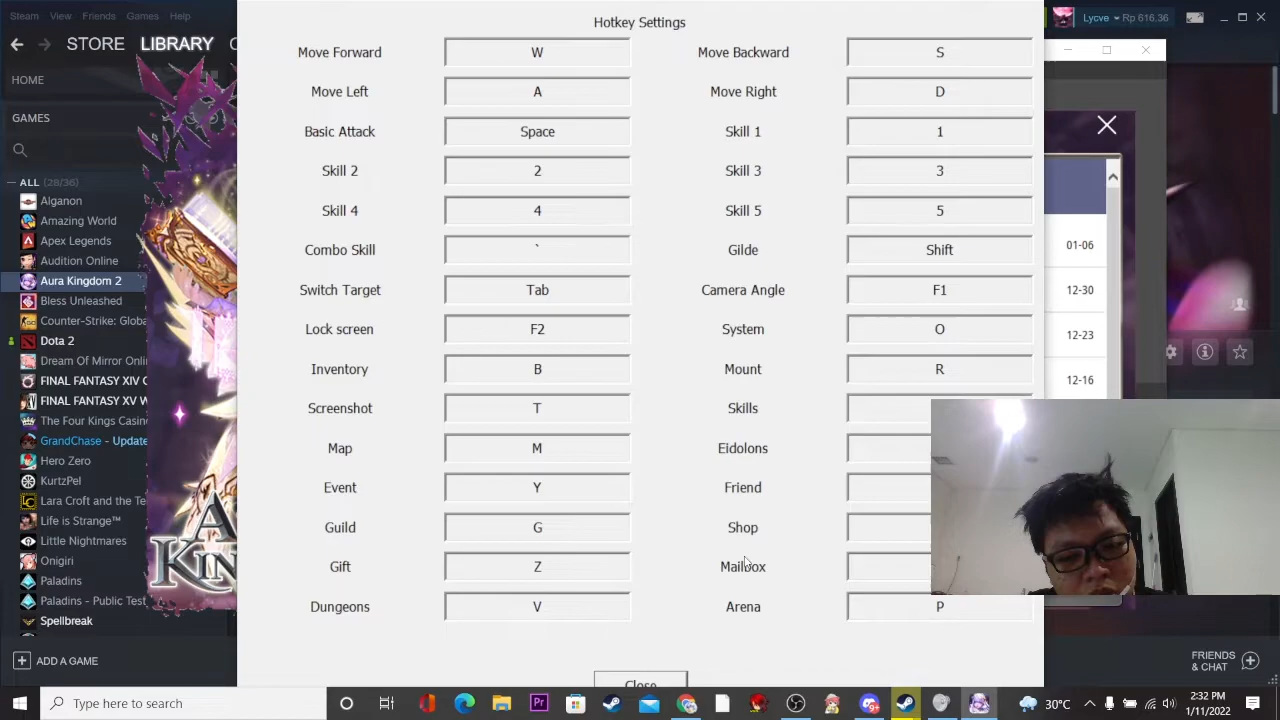 Steam View Friends Games Help
Lycve Rp 616.36
STORE LIBRARY
HOME
GAMES
ALL (28/36)
Alganon
Amazing World
Apex Legends
Audition Online
Aura Kingdom 2
Bless Unleashed
Counter-Strike: Globa
Dota 2
Dream Of Mirror Onli
FINAL FANTASY XIV C
FINAL FANTASY XIV W
The Four Kings Casin
GrandChase - Update
Hero Zero
KurtzPel
Lara Croft and the Te
Life is Strange™
Little Nightmares
Onigiri
Paladins
Paladins - Public Test
Spellbreak
ADD A GAME
Hotkey Settings
Move Forward W Move Backward S
Move Left A Move Right D
Basic Attack Space Skill 1 1
Skill 2 2 Skill 3 3
Skill 4 4 Skill 5 5
Combo Skill ` Gilde Shift
Switch Target Tab Camera Angle F1
Lock screen F2 System O
Inventory B Mount R
Screenshot T Skills
Map M Eidolons
Event Y Friend
Guild G Shop
Gift Z Mailbox
Dungeons V Arena P
Close
01-06
12-30
12-23
12-16
FRIENDS
& CHAT
Type here to search
30°C
2:32 PM
1/11/2022